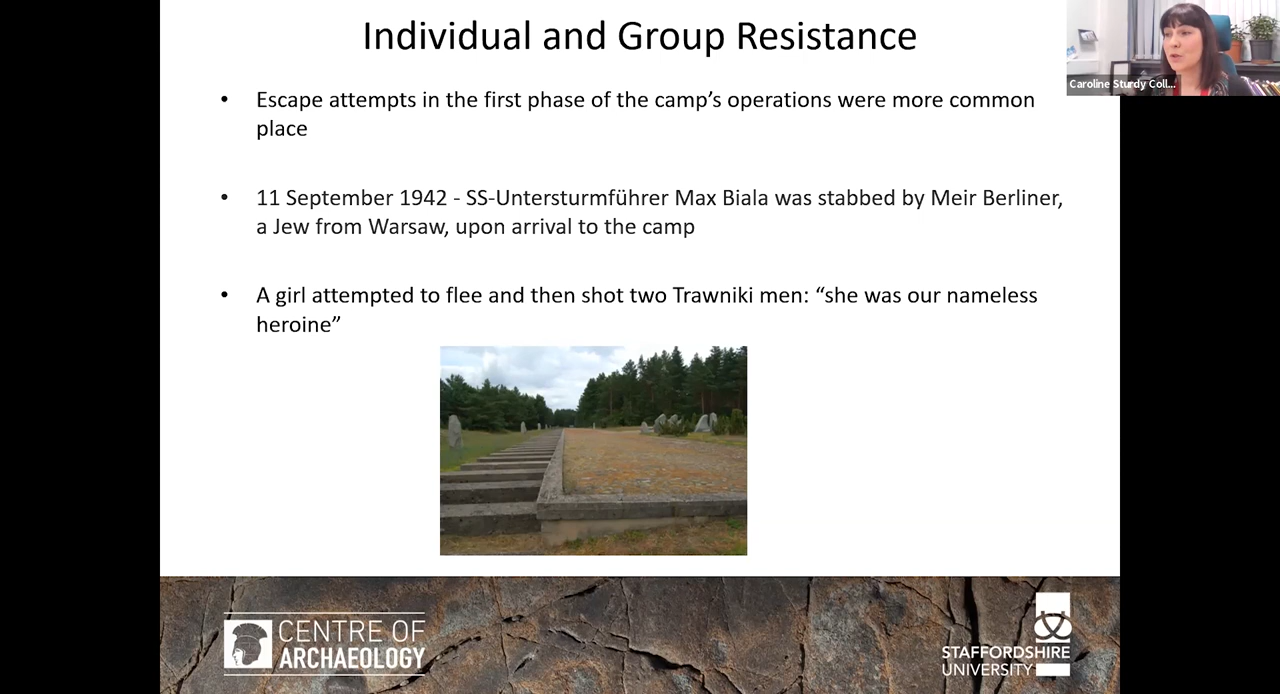 Individual and Group Resistance
Caroline Sturdy Coll...
• Escape attempts in the first phase of the camp’s operations were more common
place
• 11 September 1942 - SS-Untersturmführer Max Biala was stabbed by Meir Berliner,
a Jew from Warsaw, upon arrival to the camp
• A girl attempted to flee and then shot two Trawniki men: “she was our nameless
heroine”
CENTRE OF
ARCHAEOLOGY
STAFFORDSHIRE
UNIVERSITY